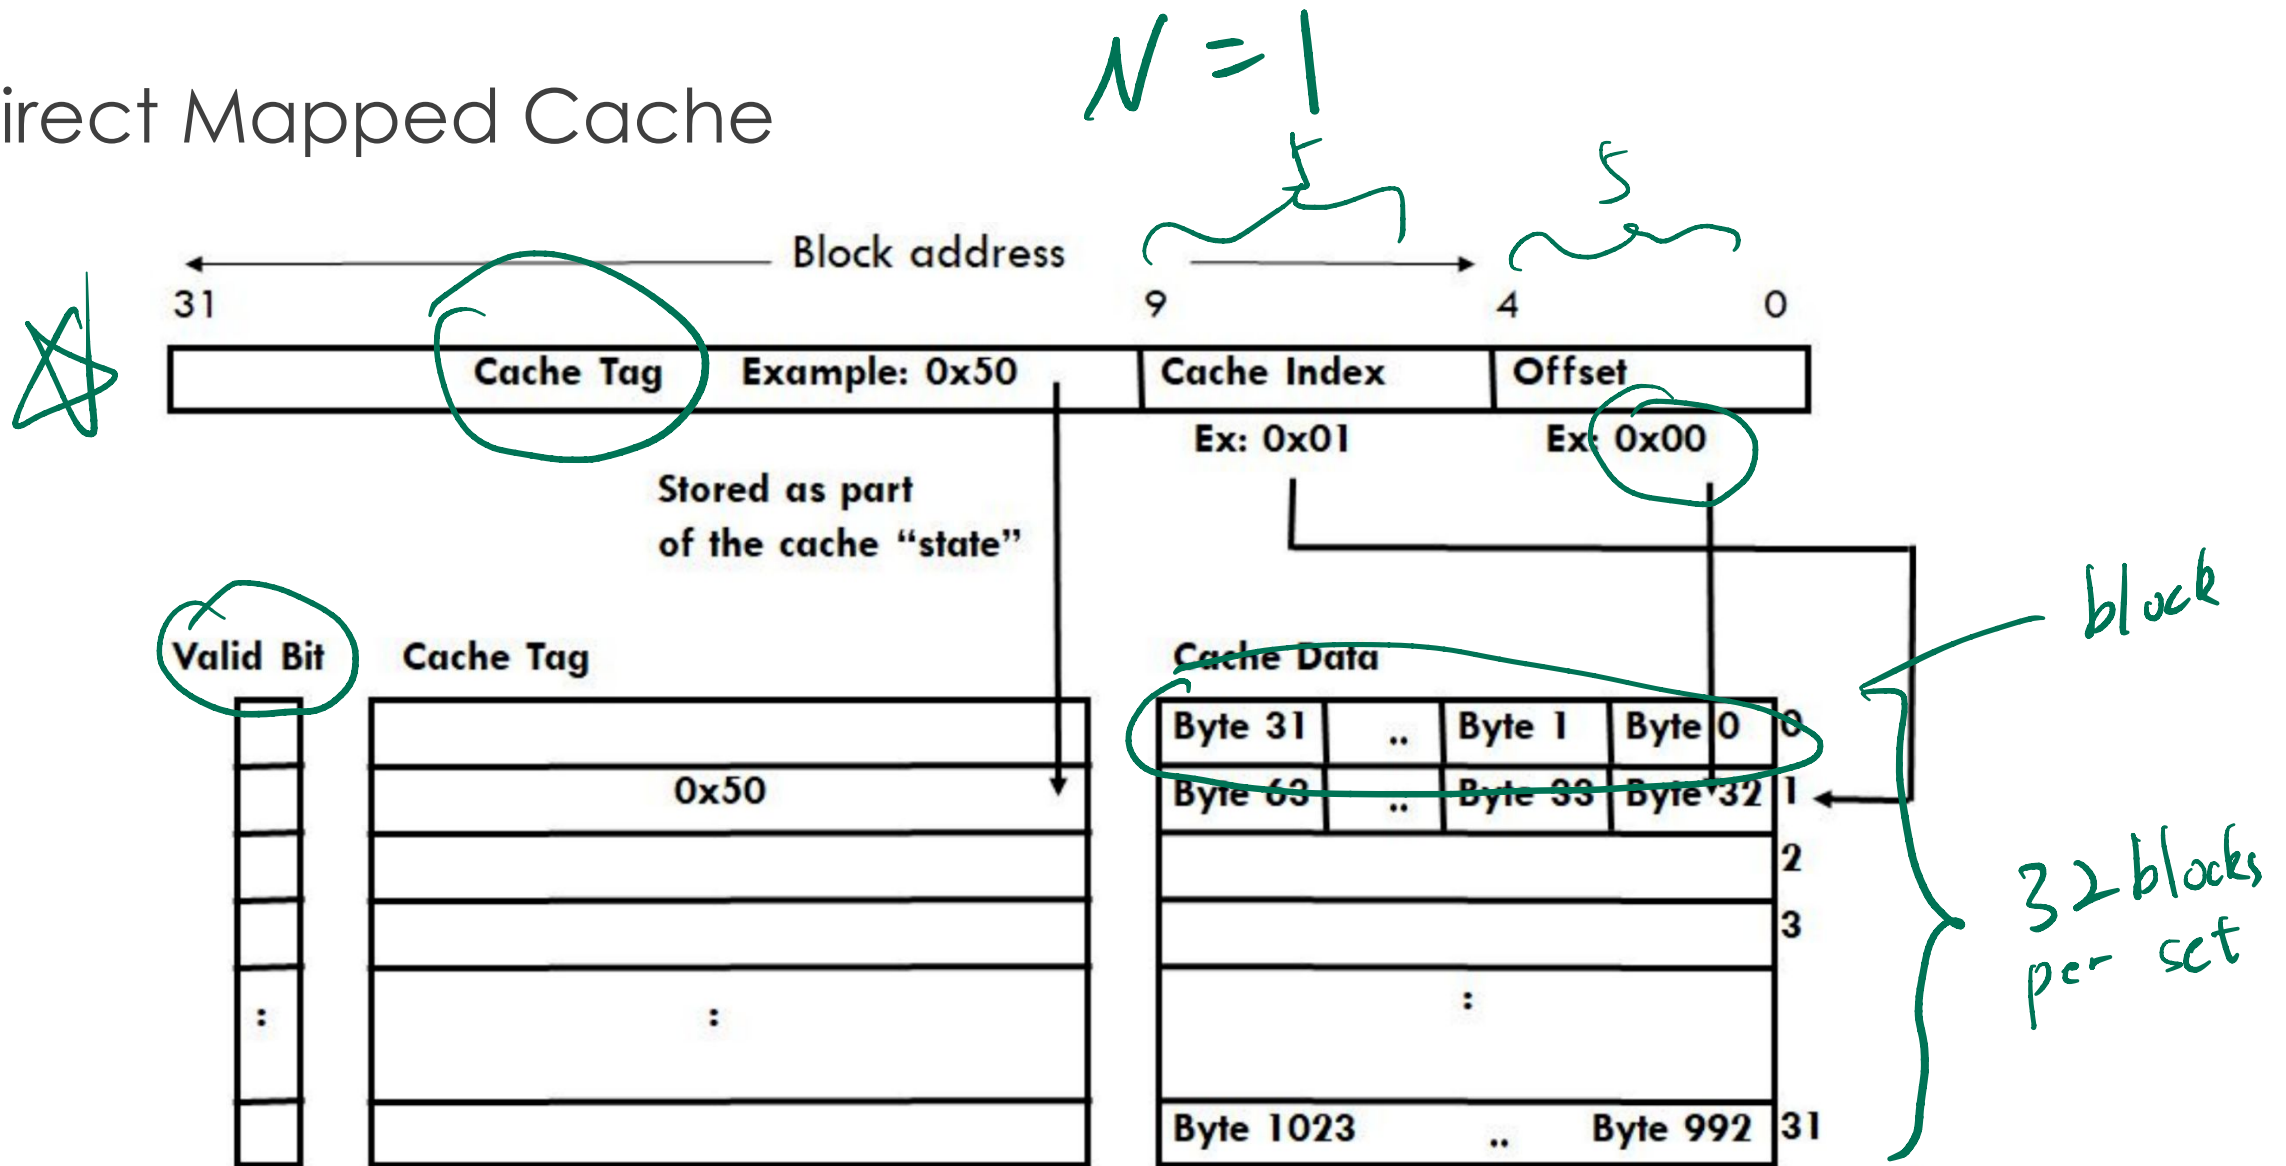 N = 1
irect Mapped Cache
5
5
Block address
31
9
4
0
Cache Tag
Example: 0x50
Cache Index
Offset
Ex: 0x01
Ex: 0x00
Stored as part
of the cache “state”
block
Valid Bit
Cache Tag
Cache Data
Byte 31
..
Byte 1
Byte 0
0
0x50
Byte 63
..
Byte 33
Byte 32
1
2
3
32 blocks
per set
:
:
:
Byte 1023
..
Byte 992
31